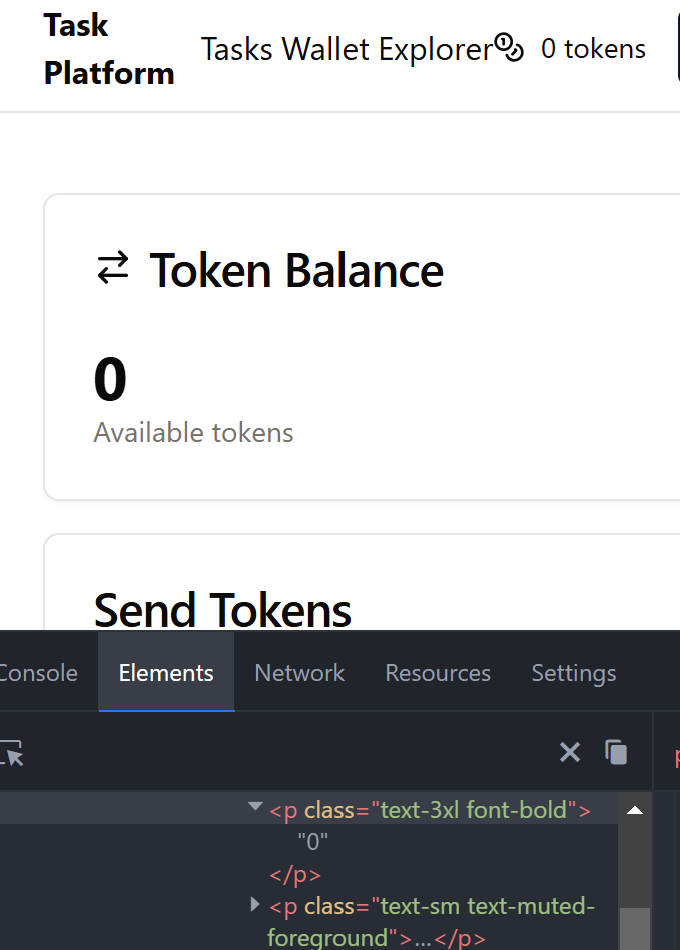 Task
Platform
Tasks Wallet Explorer 0 tokens
Token Balance
0
Available tokens
Send Tokens
Console Elements Network Resources Settings
<p class="text-3xl font-bold">
"0"
</p>
<p class="text-sm text-muted-
foreground">…</p>